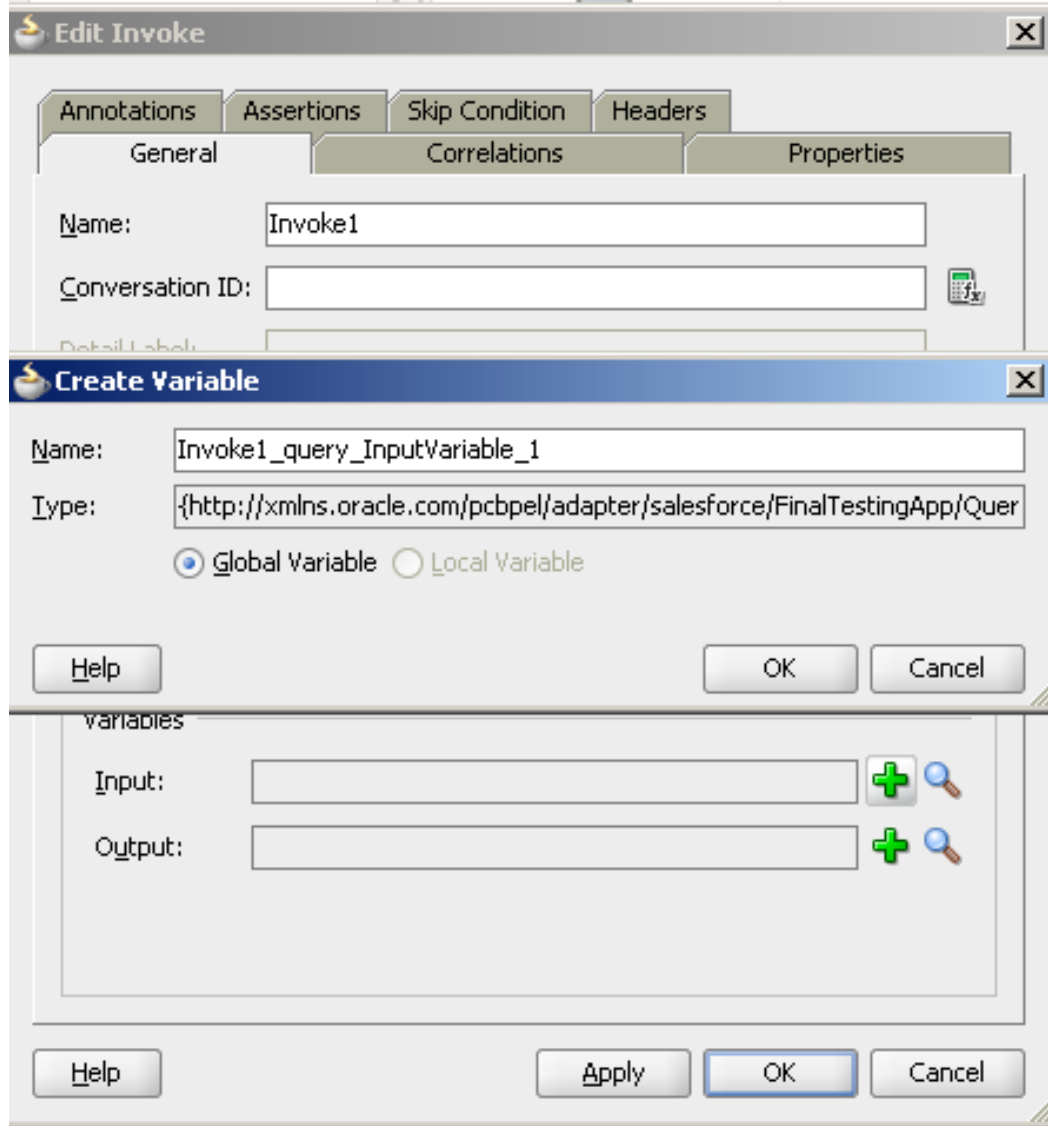 Edit Invoke
Annotations Assertions Skip Condition Headers
General Correlations Properties
Name: Invoke1
Conversation ID:
Detail Label:
Create Variable
Name: Invoke1_query_InputVariable_1
Type: {http://xmlns.oracle.com/pcbpel/adapter/salesforce/FinalTestingApp/Quer
Global Variable Local Variable
Help OK Cancel
Variables
Input:
Output:
Help Apply OK Cancel